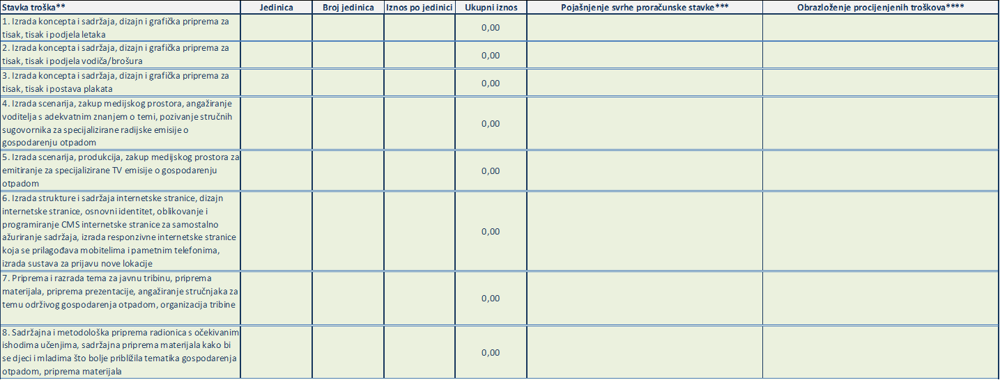 Stavka troška** Jedinica Broj jedinica Iznos po jedinici Ukupni iznos Pojašnjenje svrhe proračunske stavke*** Obrazloženje procijenjenih troškova****
1. Izrada koncepta i sadržaja, dizajn i grafička priprema za
tisak, tisak i podjela letaka
0,00
2. Izrada koncepta i sadržaja, dizajn i grafička priprema za
tisak, tisak i podjela vodiča/brošura
0,00
3. Izrada koncepta i sadržaja, dizajn i grafička priprema za
tisak, tisak i postava plakata
0,00
4. Izrada scenarija, zakup medijskog prostora, angažiranje
voditelja s adekvatnim znanjem o temi, pozivanje stručnih
sugovornika za specijalizirane radijske emisije o
gospodarenju otpadom
0,00
5. Izrada scenarija, produkcija, zakup medijskog prostora za
emitiranje za specijalizirane TV emisije o gospodarenju
otpadom
0,00
6. Izrada strukture i sadržaja internetske stranice, dizajn
internetske stranice, osnovni identitet, oblikovanje i
programiranje CMS internetske stranice za samostalno
ažuriranje sadržaja, izrada responzivne internetske stranice
koja se prilagođava mobitelima i pametnim telefonima,
izrada sustava za prijavu nove lokacije
0,00
7. Priprema i razrada tema za javnu tribinu, priprema
materijala, priprema prezentacije, angažiranje stručnjaka za
temu održivog gospodarenja otpadom, organizacija tribine
0,00
8. Sadržajna i metodološka priprema radionica s očekivanim
ishodima učenjima, sadržajna priprema materijala kako bi
se djeci i mladima što bolje približila tematika gospodarenja
otpadom, priprema materijala
0,00